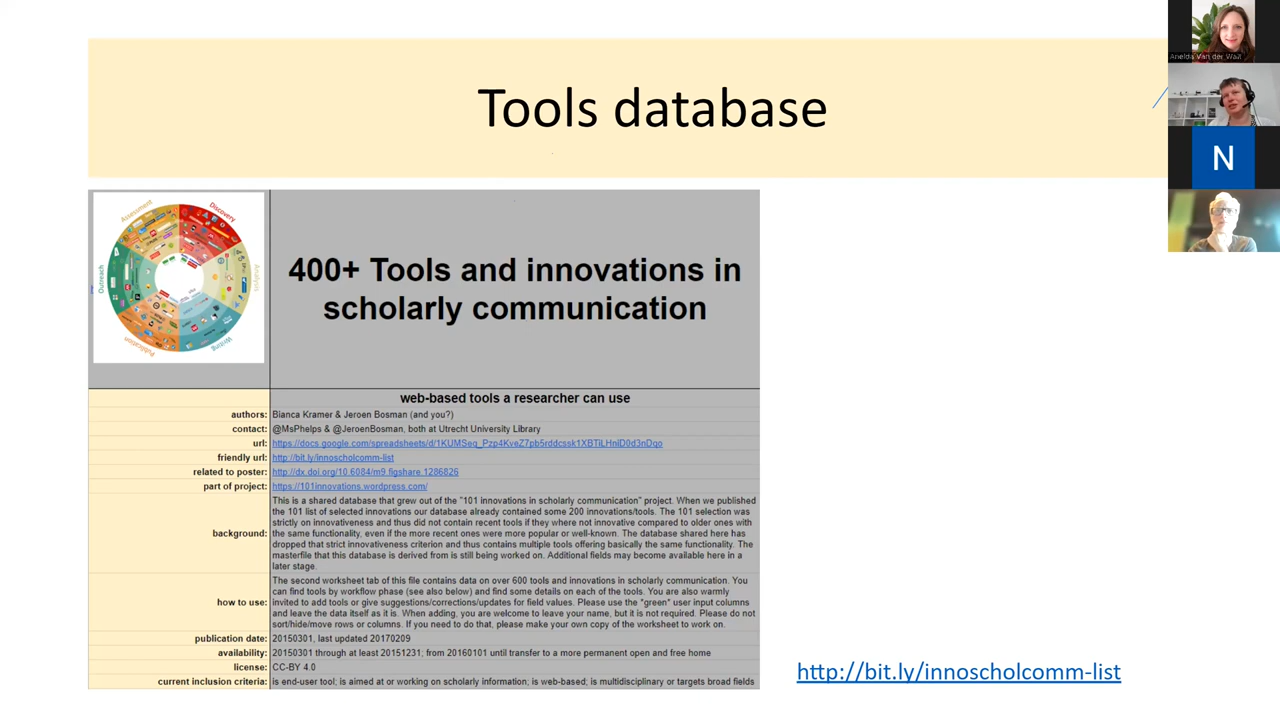 Tools database
Anelda Van der Walt
N
Assessment
Discovery
Analysis
Writing
Publication
Outreach
400+ Tools and innovations in
scholarly communication
web-based tools a researcher can use
authors: Bianca Kramer & Jeroen Bosman (and you?)
contact: @MsPhelps & @JeroenBosman, both at Utrecht University Library
url: https://docs.google.com/spreadsheets/d/1KUMSeq_Pzp4KveZ7pb5rddcssk1XBTiLHniD0d3nDqo
friendly url: http://bit.ly/innoscholcomm-list
related to poster: http://dx.doi.org/10.6084/m9.figshare.1286826
part of project: https://101innovations.wordpress.com/
background: This is a shared database that grew out of the "101 innovations in scholarly communication" project. When we published
the 101 list of selected innovations our database already contained some 200 innovations/tools. The 101 selection was
strictly on innovativeness and thus did not contain recent tools if they where not innovative compared to older ones with
the same functionality, even if the more recent ones were more popular or well-known. The database shared here has
dropped that strict innovativeness criterion and thus contains multiple tools offering basically the same functionality. The
masterfile that this database is derived from is still being worked on. Additional fields may become available here in a
later stage.
how to use: The second worksheet tab of this file contains data on over 600 tools and innovations in scholarly communication. You
can find tools by workflow phase (see also below) and find some details on each of the tools. You are also warmly
invited to add tools or give suggestions/corrections/updates for field values. Please use the *green* user input columns
and leave the data itself as it is. When adding, you are welcome to leave your name, but it is not required. Please do not
sort/hide/move rows or columns. If you need to do that, please make your own copy of the worksheet to work on.
publication date: 20150301, last updated 20170209
availability: 20150301 through at least 20151231; from 20160101 until transfer to a more permanent open and free home
license: CC-BY 4.0
current inclusion criteria: is end-user tool; is aimed at or working on scholarly information; is web-based; is multidisciplinary or targets broad fields
http://bit.ly/innoscholcomm-list